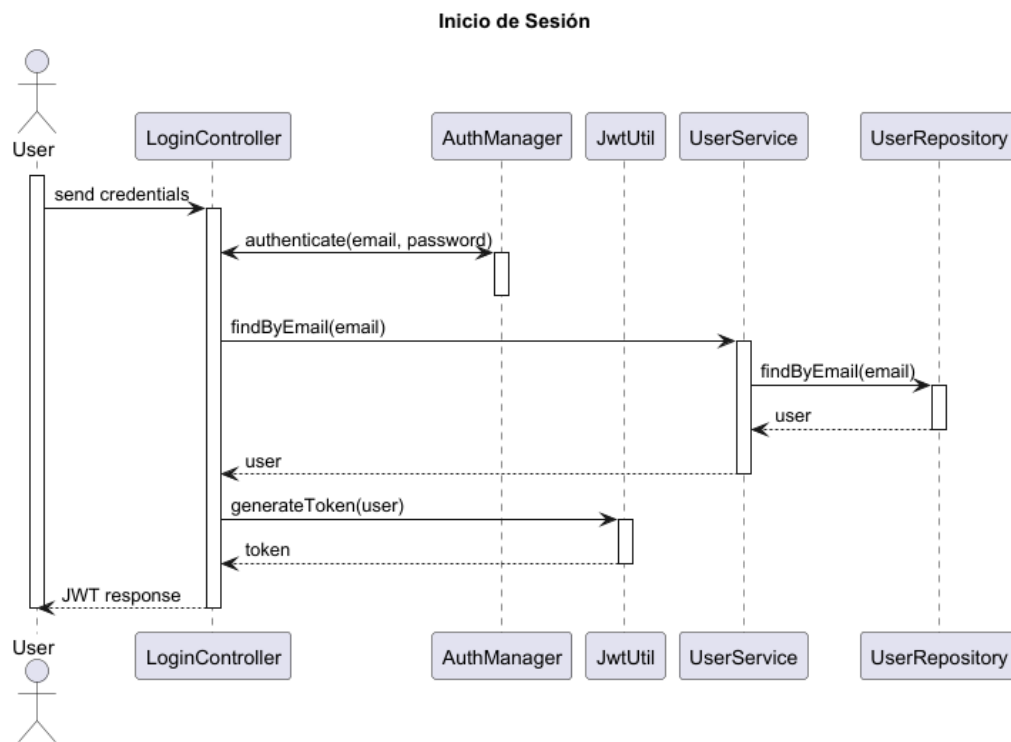 Inicio de Sesión
User
LoginController
AuthManager
JwtUtil
UserService
UserRepository
send credentials
authenticate(email, password)
findByEmail(email)
findByEmail(email)
user
user
generateToken(user)
token
JWT response
User
LoginController
AuthManager
JwtUtil
UserService
UserRepository